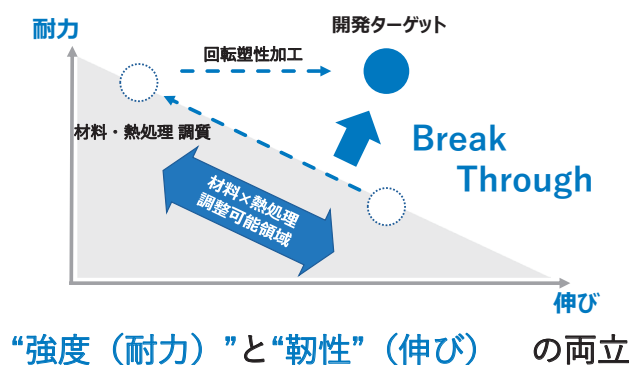 耐力
開発ターゲット
回転塑性加工
材料・熱処理 調質
Break
Through
材料×熱処理
調整可能領域
伸び
“強度（耐力）”と“靭性”（伸び）　の両立